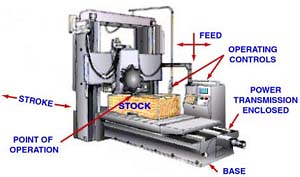 FEED
OPERATING
CONTROLS
POWER
TRANSMISSION
ENCLOSED
STROKE
STOCK
POINT OF
OPERATION
BASE